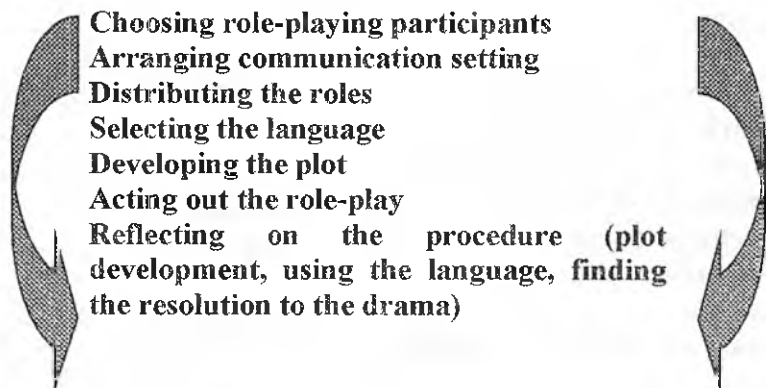 Choosing role-playing participants
Arranging communication setting
Distributing the roles
Selecting the language
Developing the plot
Acting out the role-play
Reflecting on the procedure (plot
development, using the language, finding
the resolution to the drama)